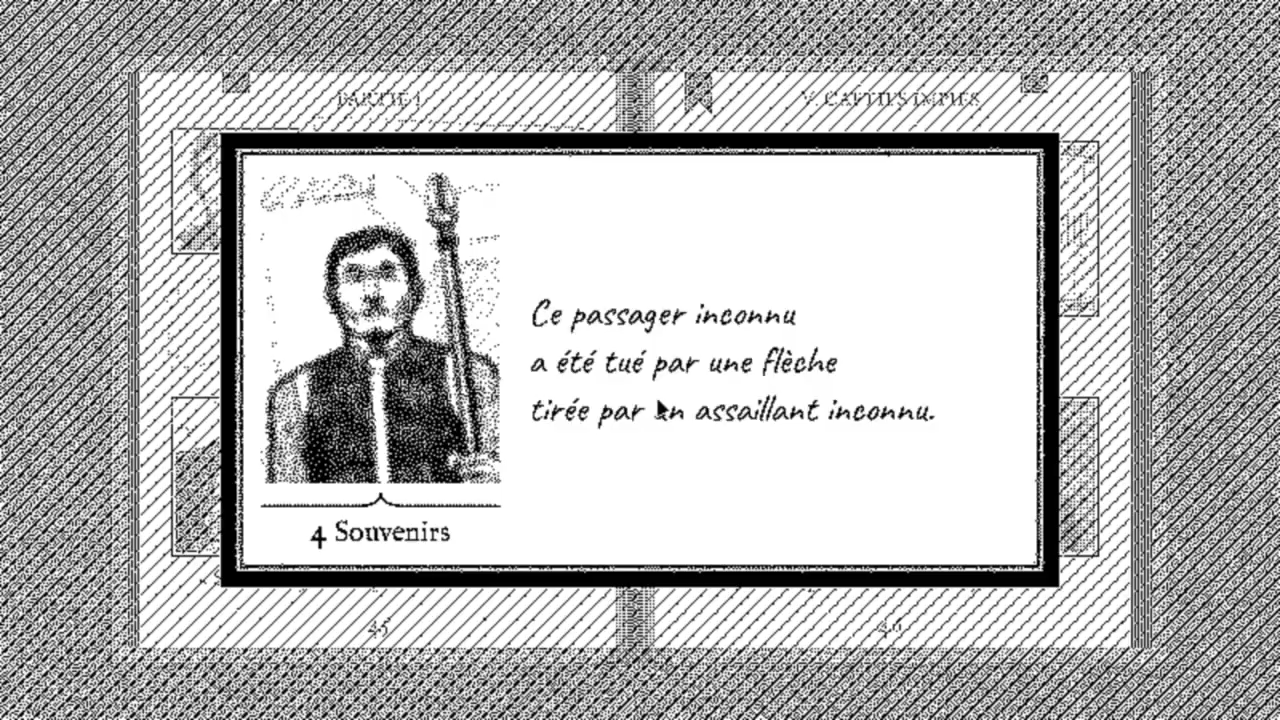 PARTIE I
V. CAPTIFS IMPIES
Ce passager inconnu
a été tué par une flèche
tirée par un assaillant inconnu.
4 Souvenirs
45